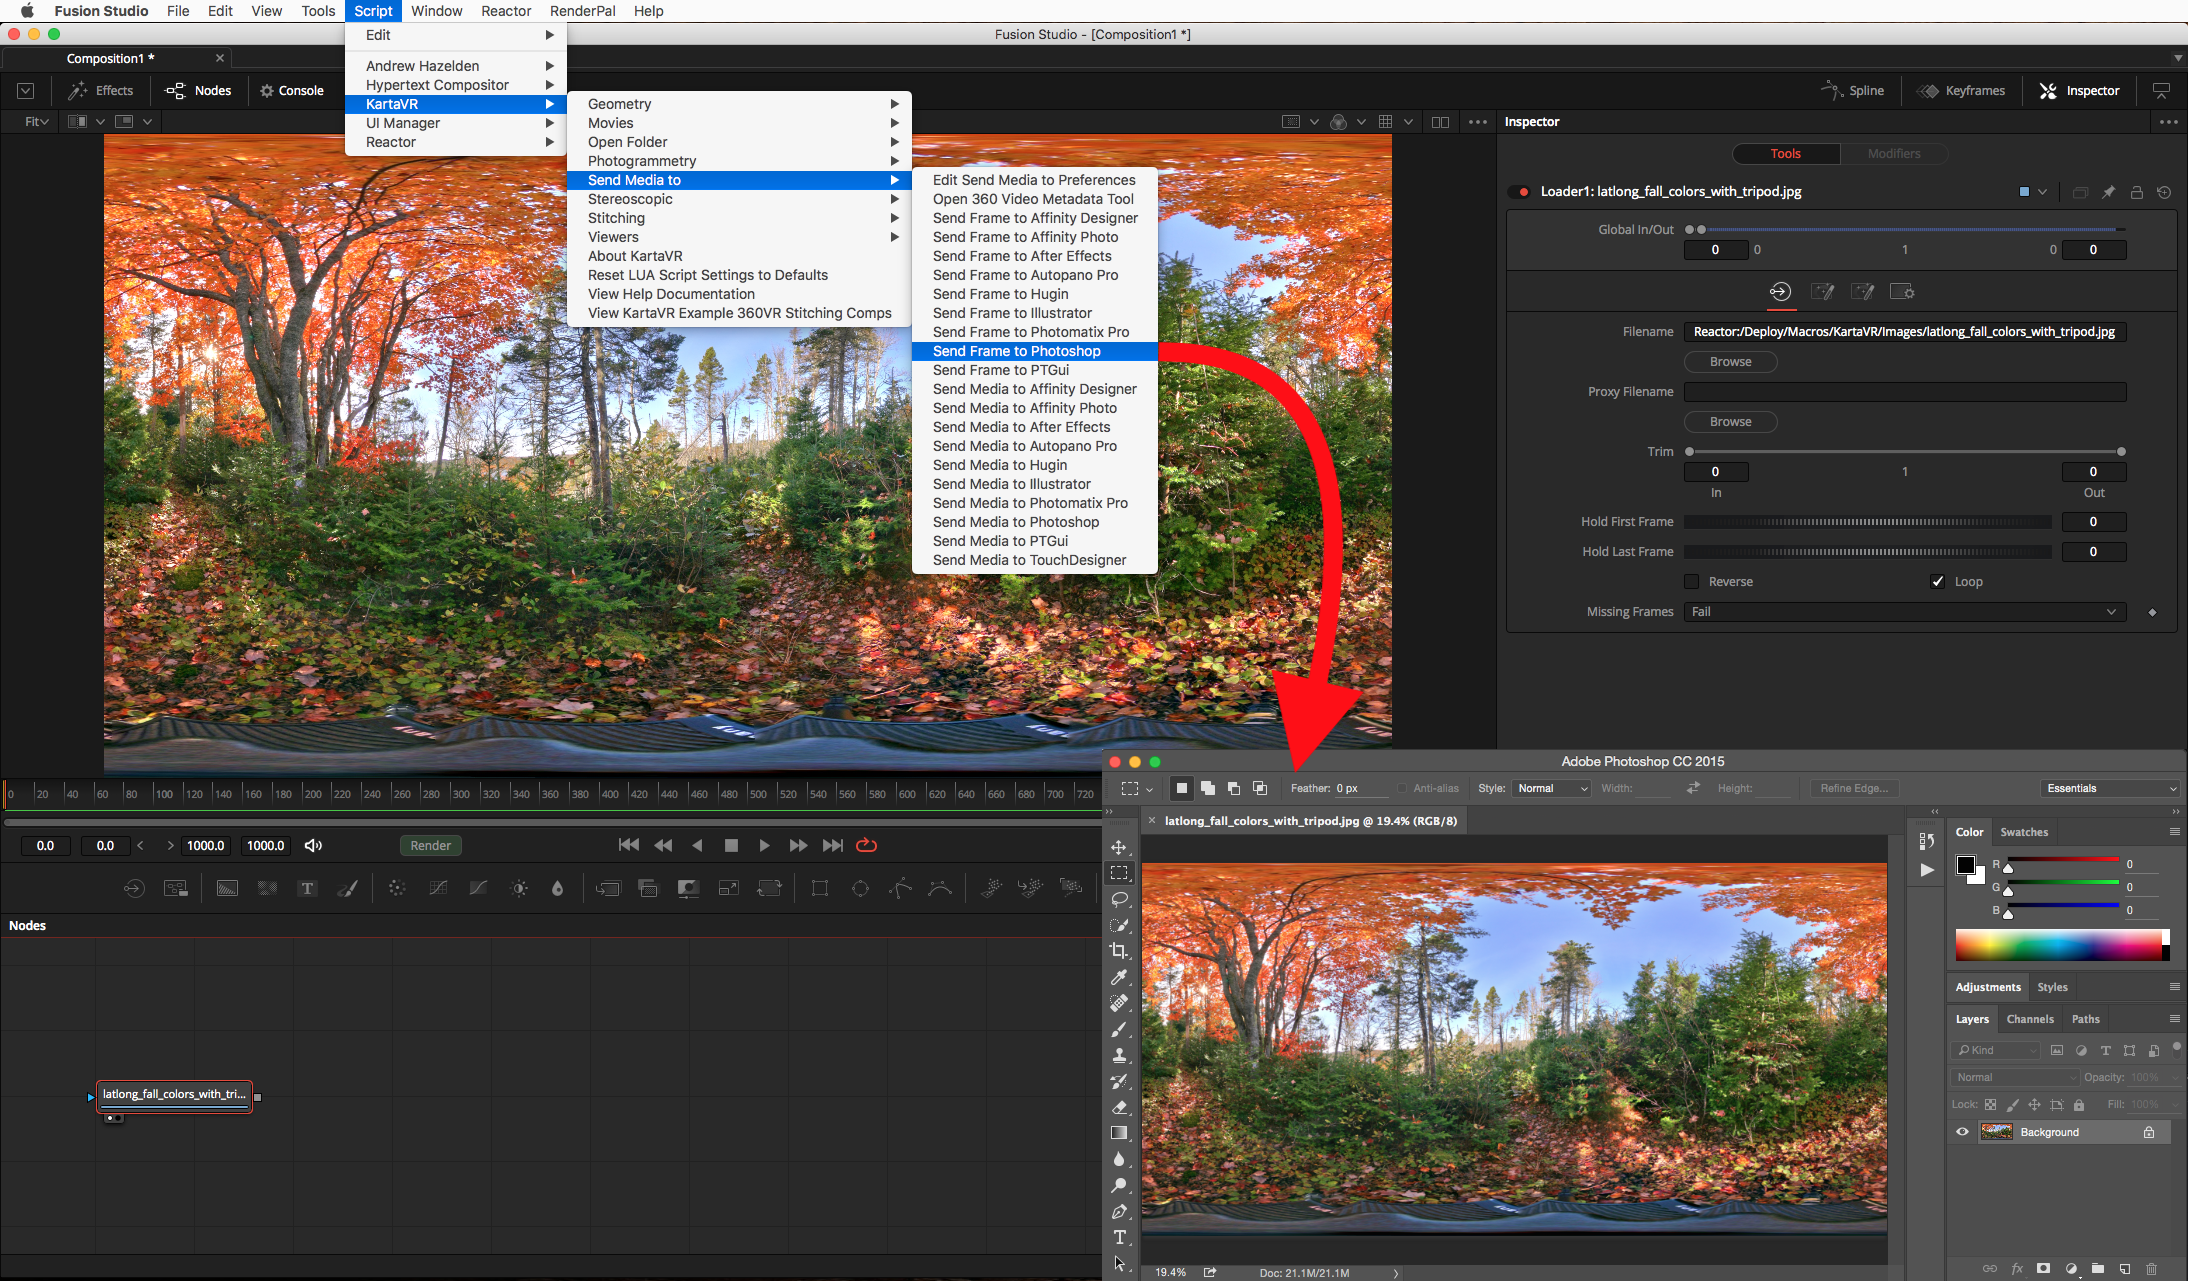 Fusion Studio File Edit View Tools Script Window Reactor RenderPal Help
Fusion Studio - [Composition1 *]
Composition1 *
Effects Nodes Console
Spline Keyframes Inspector
Fit
Edit
Andrew Hazelden
Hypertext Compositor
KartaVR
UI Manager
Reactor
Geometry
Movies
Open Folder
Photogrammetry
Send Media to
Stereoscopic
Stitching
Viewers
About KartaVR
Reset LUA Script Settings to Defaults
View Help Documentation
View KartaVR Example 360VR Stitching Comps
Edit Send Media to Preferences
Open 360 Video Metadata Tool
Send Frame to Affinity Designer
Send Frame to Affinity Photo
Send Frame to After Effects
Send Frame to Autopano Pro
Send Frame to Hugin
Send Frame to Illustrator
Send Frame to Photomatix Pro
Send Frame to Photoshop
Send Frame to PTGui
Send Media to Affinity Designer
Send Media to Affinity Photo
Send Media to After Effects
Send Media to Autopano Pro
Send Media to Hugin
Send Media to Illustrator
Send Media to Photomatix Pro
Send Media to Photoshop
Send Media to PTGui
Send Media to TouchDesigner
Inspector
Tools Modifiers
Loader1: latlong_fall_colors_with_tripod.jpg
Global In/Out
0 0 1 0 0
Filename Reactor:/Deploy/Macros/KartaVR/Images/latlong_fall_colors_with_tripod.jpg
Browse
Proxy Filename
Browse
Trim
0 1 0
In Out
Hold First Frame 0
Hold Last Frame 0
Reverse Loop
Missing Frames Fail
0 20 40 60 80 100 120 140 160 180 200 220 240 260 280 300 320 340 360 380 400 420 440 460 480 500 520 540 560 580 600 620 640 660 680 700 720
0.0 0.0 < > 1000.0 1000.0 Render
T
Nodes
latlong_fall_colors_with_tri...
Adobe Photoshop CC 2015
Feather: 0 px Anti-alias Style: Normal Width: Height: Refine Edge... Essentials
× latlong_fall_colors_with_tripod.jpg @ 19.4% (RGB/8)
Color Swatches
R 0
G 0
B 0
Adjustments Styles
Layers Channels Paths
Kind
Normal Opacity: 100%
Lock: Fill: 100%
Background
fx
19.4% Doc: 21.1M/21.1M